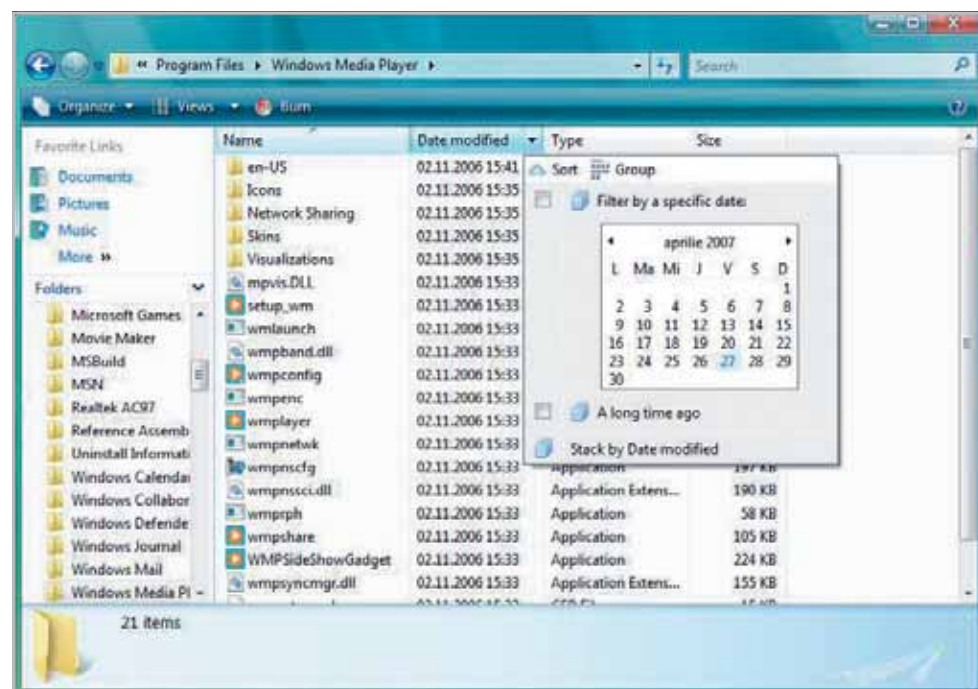 « Program Files ▸ Windows Media Player ▸ Search
Organize Views Burn
Favorite Links
Documents
Pictures
Music
More »
Folders
Microsoft Games
Movie Maker
MSBuild
MSN
Realtek AC97
Reference Assemb
Uninstall Informati
Windows Calendar
Windows Collabor
Windows Defende
Windows Journal
Windows Mail
Windows Media Pl
Name Date modified Type Size
en-US 02.11.2006 15:41
Icons 02.11.2006 15:35
Network Sharing 02.11.2006 15:35
Skins 02.11.2006 15:35
Visualizations 02.11.2006 15:35
mpvis.DLL 02.11.2006 15:33
setup_wm 02.11.2006 15:33
wmlaunch 02.11.2006 15:33
wmpband.dll 02.11.2006 15:33
wmpconfig 02.11.2006 15:33
wmpenc 02.11.2006 15:33
wmplayer 02.11.2006 15:33
wmpnetwk 02.11.2006 15:33
wmpnscfg 02.11.2006 15:33 Application 197 KB
wmpnssci.dll 02.11.2006 15:33 Application Extens... 190 KB
wmprph 02.11.2006 15:33 Application 58 KB
wmpshare 02.11.2006 15:33 Application 105 KB
WMPSideShowGadget 02.11.2006 15:33 Application 224 KB
wmpsyncmgr.dll 02.11.2006 15:33 Application Extens... 155 KB
Sort Group
Filter by a specific date:
aprilie 2007
L Ma Mi J V S D
1
2 3 4 5 6 7 8
9 10 11 12 13 14 15
16 17 18 19 20 21 22
23 24 25 26 27 28 29
30
A long time ago
Stack by Date modified
21 items